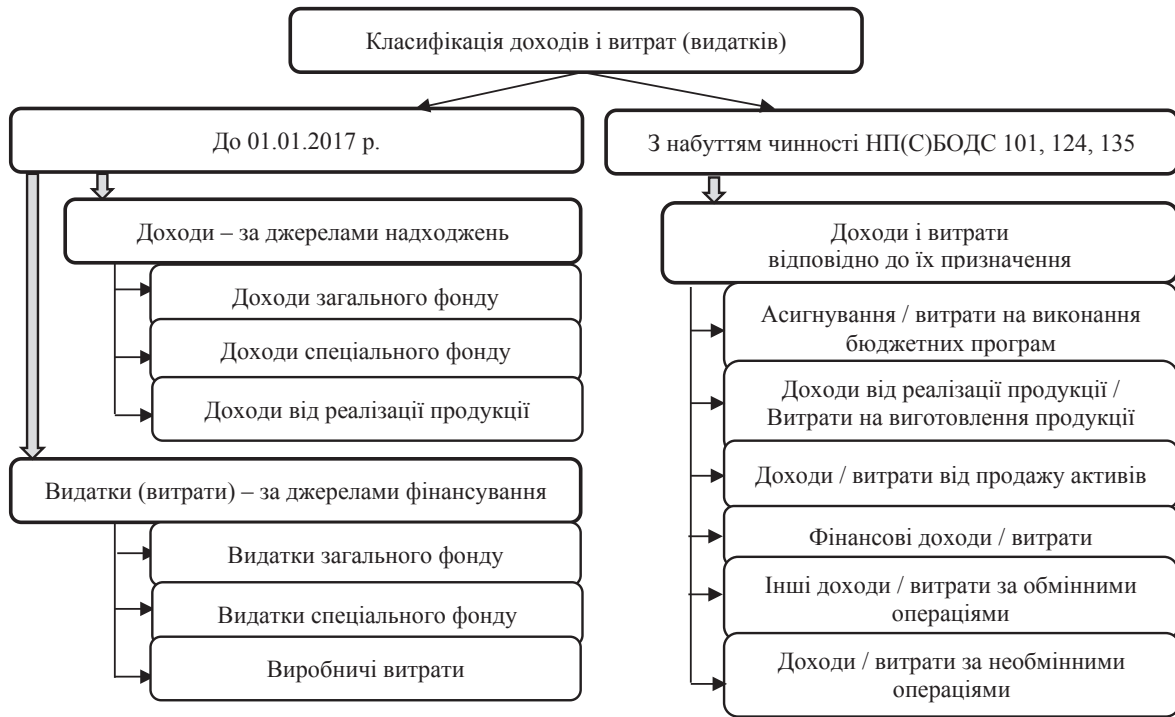 Класифікація доходів і витрат (видатків)
До 01.01.2017 р.
Доходи – за джерелами надходжень
Доходи загального фонду
Доходи спеціального фонду
Доходи від реалізації продукції
Видатки (витрати) – за джерелами фінансування
Видатки загального фонду
Видатки спеціального фонду
Виробничі витрати
З набуттям чинності НП(С)БОДС 101, 124, 135
Доходи і витрати
відповідно до їх призначення
Асигнування / витрати на виконання
бюджетних програм
Доходи від реалізації продукції /
Витрати на виготовлення продукції
Доходи / витрати від продажу активів
Фінансові доходи / витрати
Інші доходи / витрати за обмінними
операціями
Доходи / витрати за необмінними
операціями